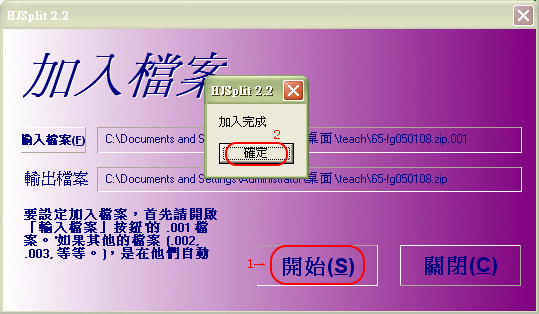 HJSplit 2.2
加入檔案
HJSplit 2.2
加入完成
2
確定
輸入檔案(F)
C:\Documents and S 桌面\teach\65-fg050108.zip.001
輸出檔案
C:\Documents and Settings\Administrator\桌面\teach\65-fg050108.zip
要設定加入檔案，首先請開啟
「輸入檔案」按鈕'的 .001 檔
案。'如果其他的檔案 (.002,
.003, 等等。)，是在他們自動
1→
開始(S)
關閉(C)